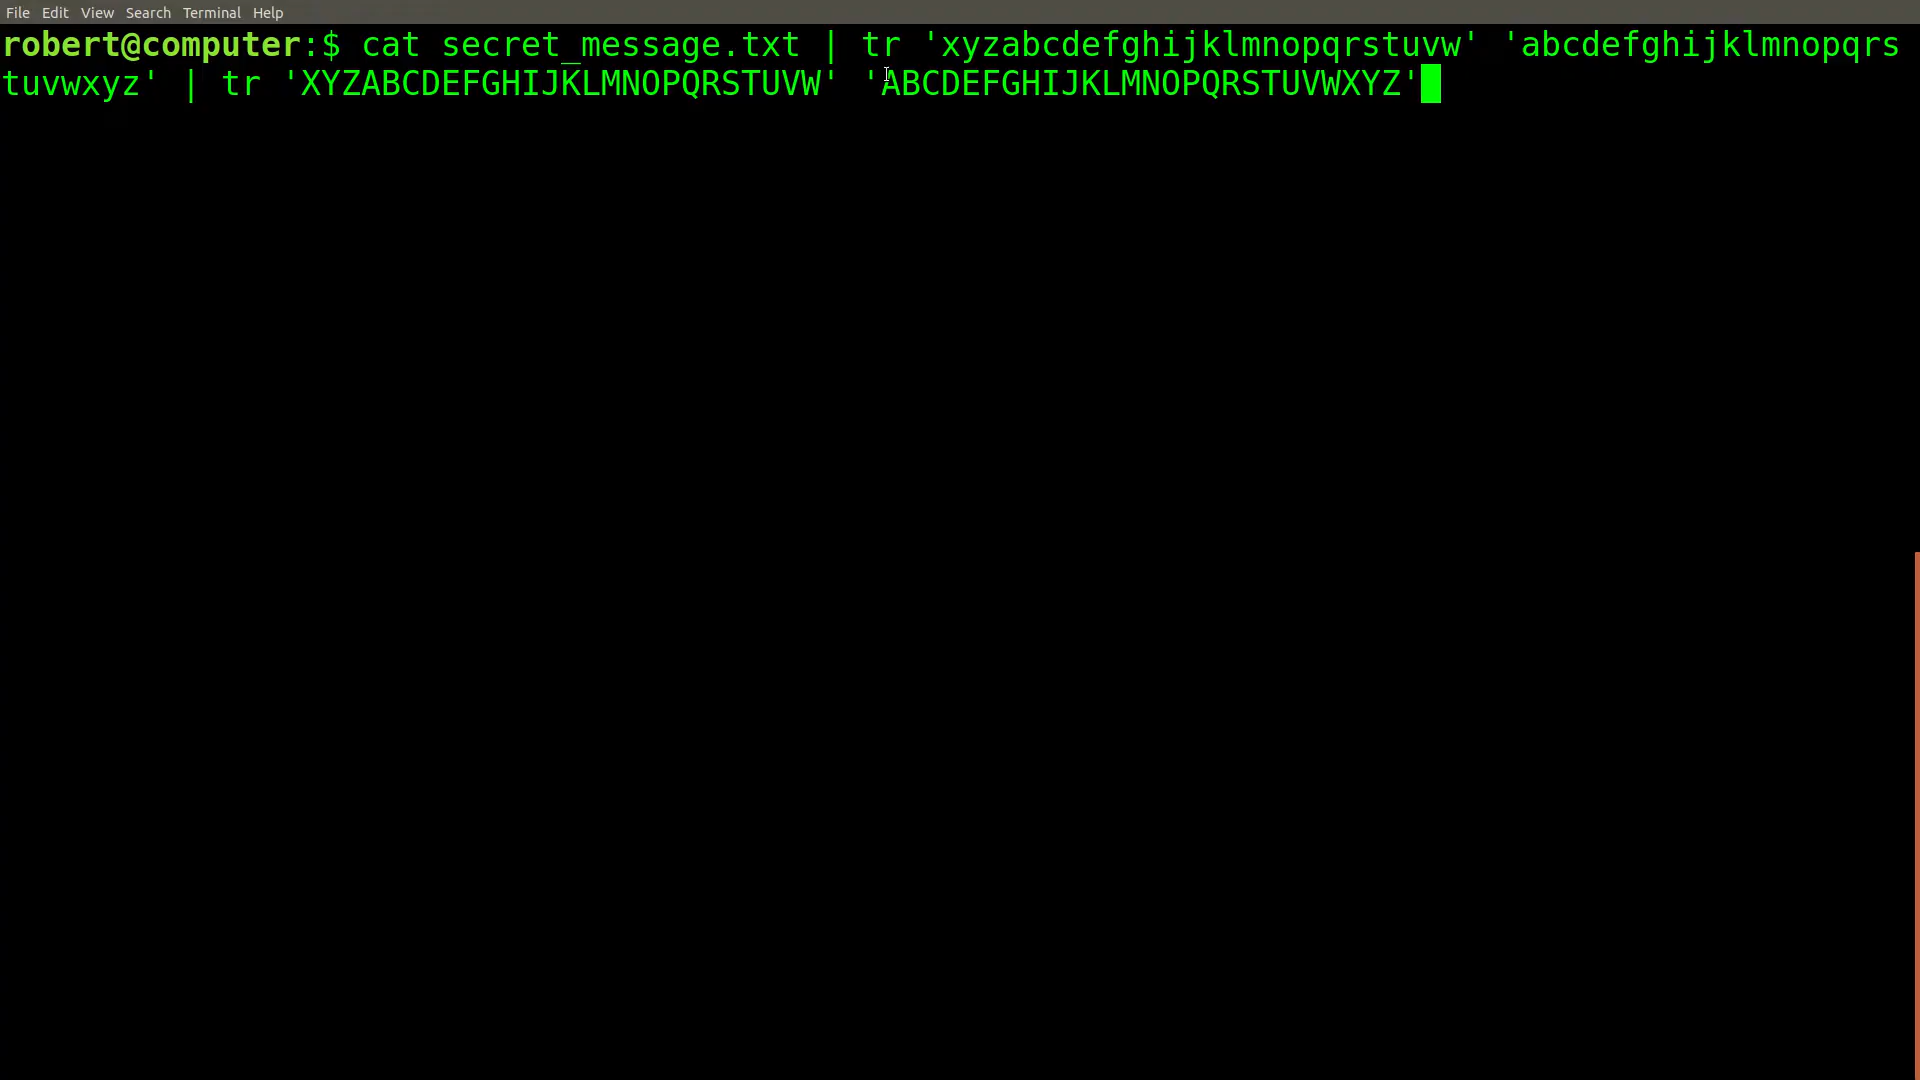 File Edit View Search Terminal Help
robert@computer:$ cat secret_message.txt | tr 'xyzabcdefghijklmnopqrstuvw' 'abcdefghijklmnopqrs
tuvwxyz' | tr 'XYZABCDEFGHIJKLMNOPQRSTUVW' 'ABCDEFGHIJKLMNOPQRSTUVWXYZ'